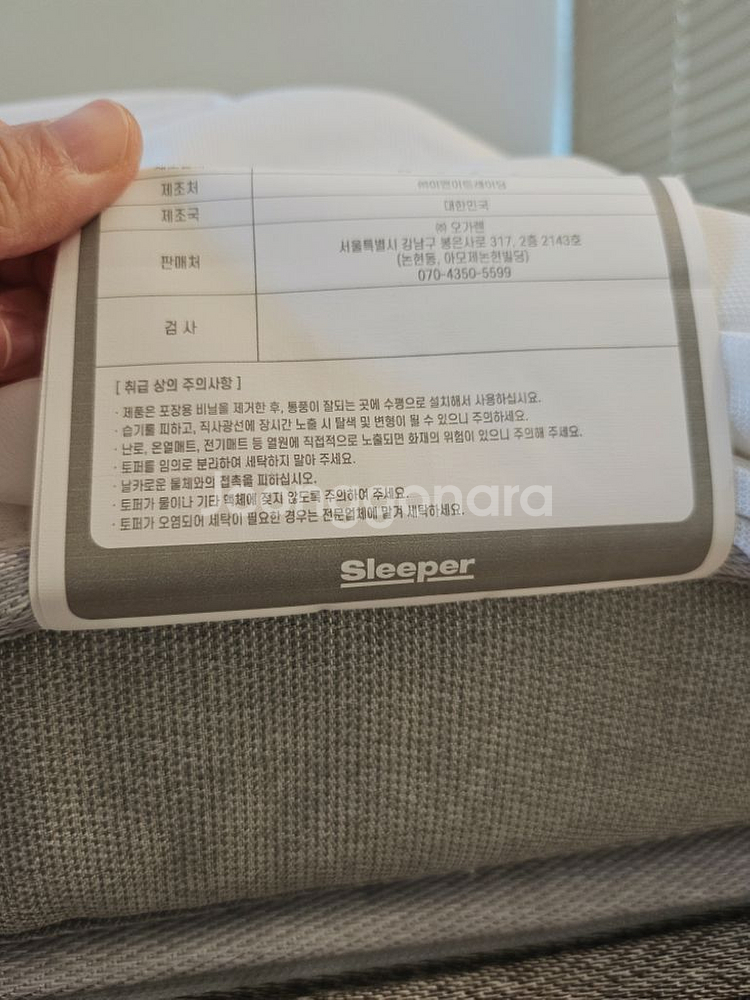 제조처
제조국 대한민국
판매처 ㈜ 오가렌
서울특별시 강남구 봉은사로 317, 2층 2143호
(논현동, 아모제논현빌딩)
070-4350-5599
검 사
[ 취급 상의 주의사항 ]
· 제품은 포장용 비닐을 제거한 후, 통풍이 잘되는 곳에 수평으로 설치해서 사용하십시요.
· 습기를 피하고, 직사광선에 장시간 노출 시 탈색 및 변형이 될 수 있으니 주의하세요.
· 난로, 온열매트, 전기매트 등 열원에 직접적으로 노출되면 화재의 위험이 있으니 주의해 주세요.
· 토퍼를 임의로 분리하여 세탁하지 말아 주세요.
· 날카로운 물체와의 접촉을 피하십시오.
· 토퍼가 물이나 기타 액체에 젖지 않도록 주의하여 주세요.
· 토퍼가 오염되어 세탁이 필요한 경우는 전문업체에 맡겨 세탁하세요.
Joonggonara
Sleeper